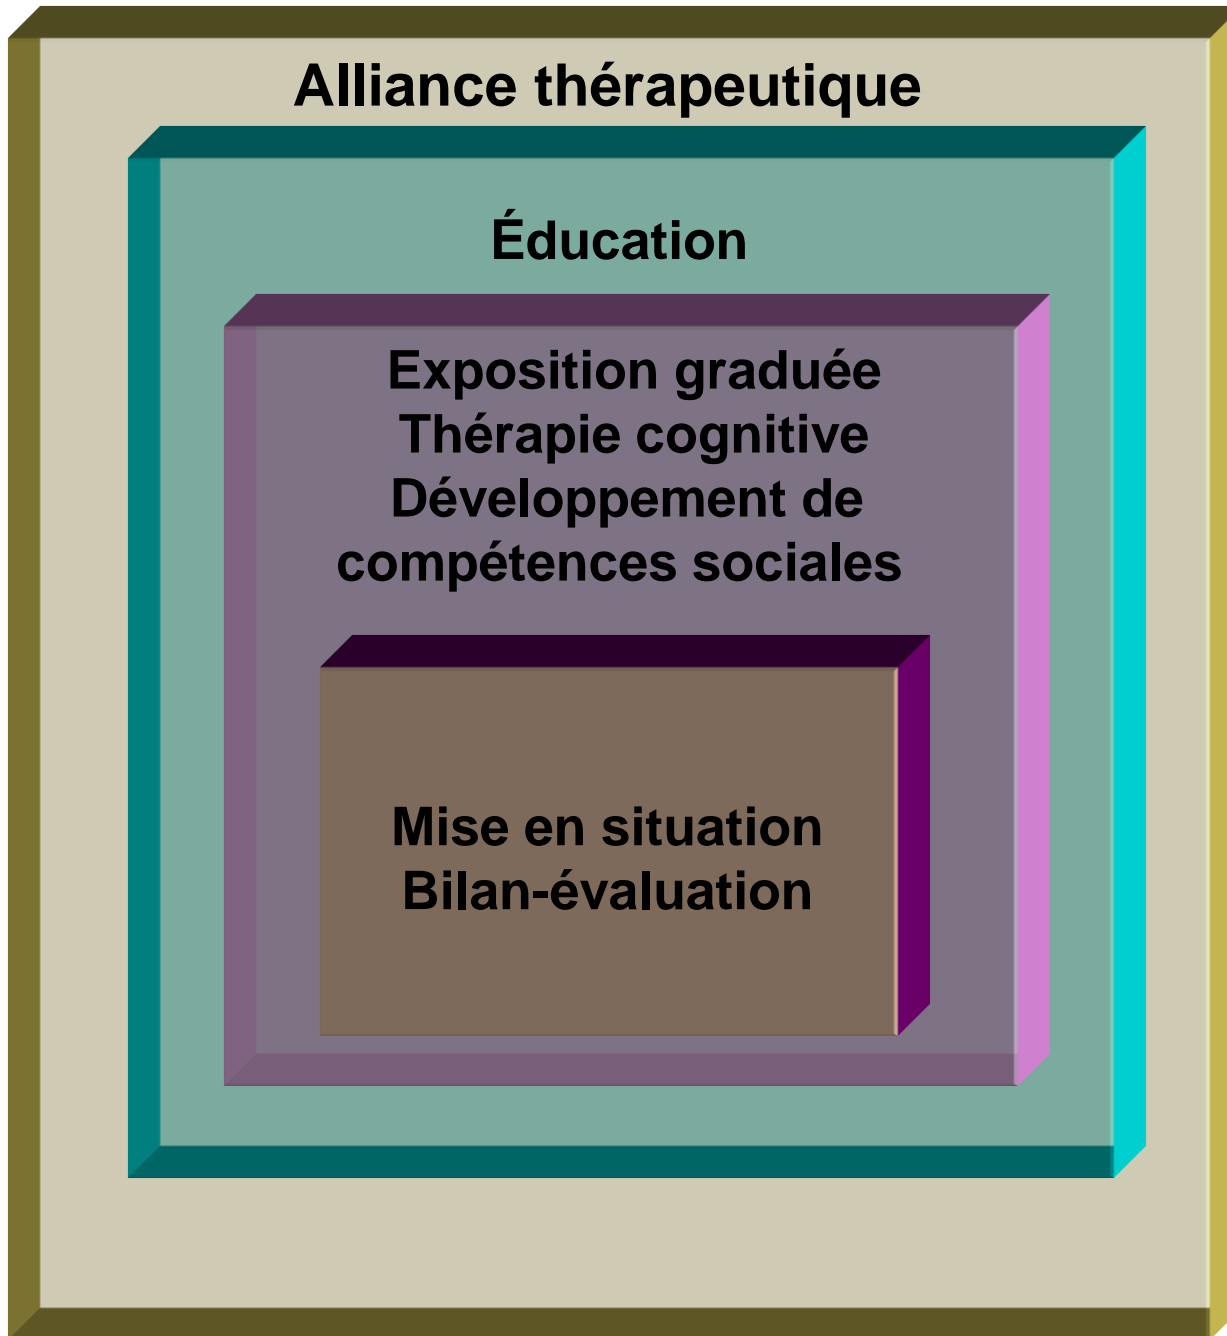 Alliance thérapeutique
Éducation
Exposition graduée
Thérapie cognitive
Développement de
compétences sociales
Mise en situation
Bilan-évaluation